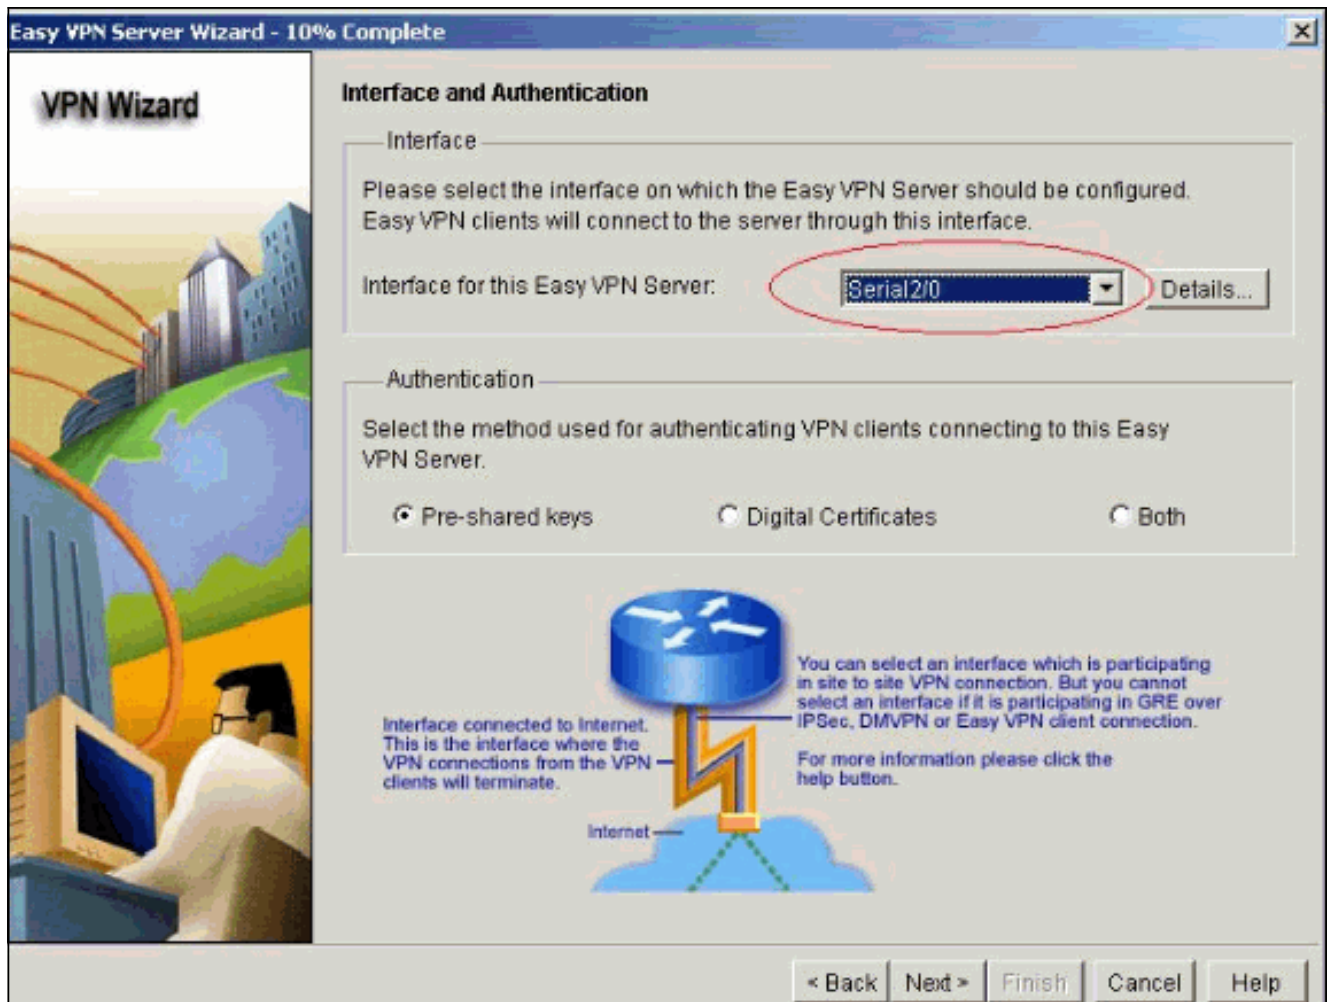 Easy VPN Server Wizard - 10% Complete
VPN Wizard
Interface and Authentication
Interface
Please select the interface on which the Easy VPN Server should be configured.
Easy VPN clients will connect to the server through this interface.
Interface for this Easy VPN Server:
Serial2/0
Details...
Authentication
Select the method used for authenticating VPN clients connecting to this Easy
VPN Server.
Pre-shared keys
Digital Certificates
Both
Interface connected to Internet.
This is the interface where the
VPN connections from the VPN
clients will terminate.
You can select an interface which is participating
in site to site VPN connection. But you cannot
select an interface if it is participating in GRE over
IPSec, DMVPN or Easy VPN client connection.
For more information please click the
help button.
Internet
< Back
Next >
Finish
Cancel
Help